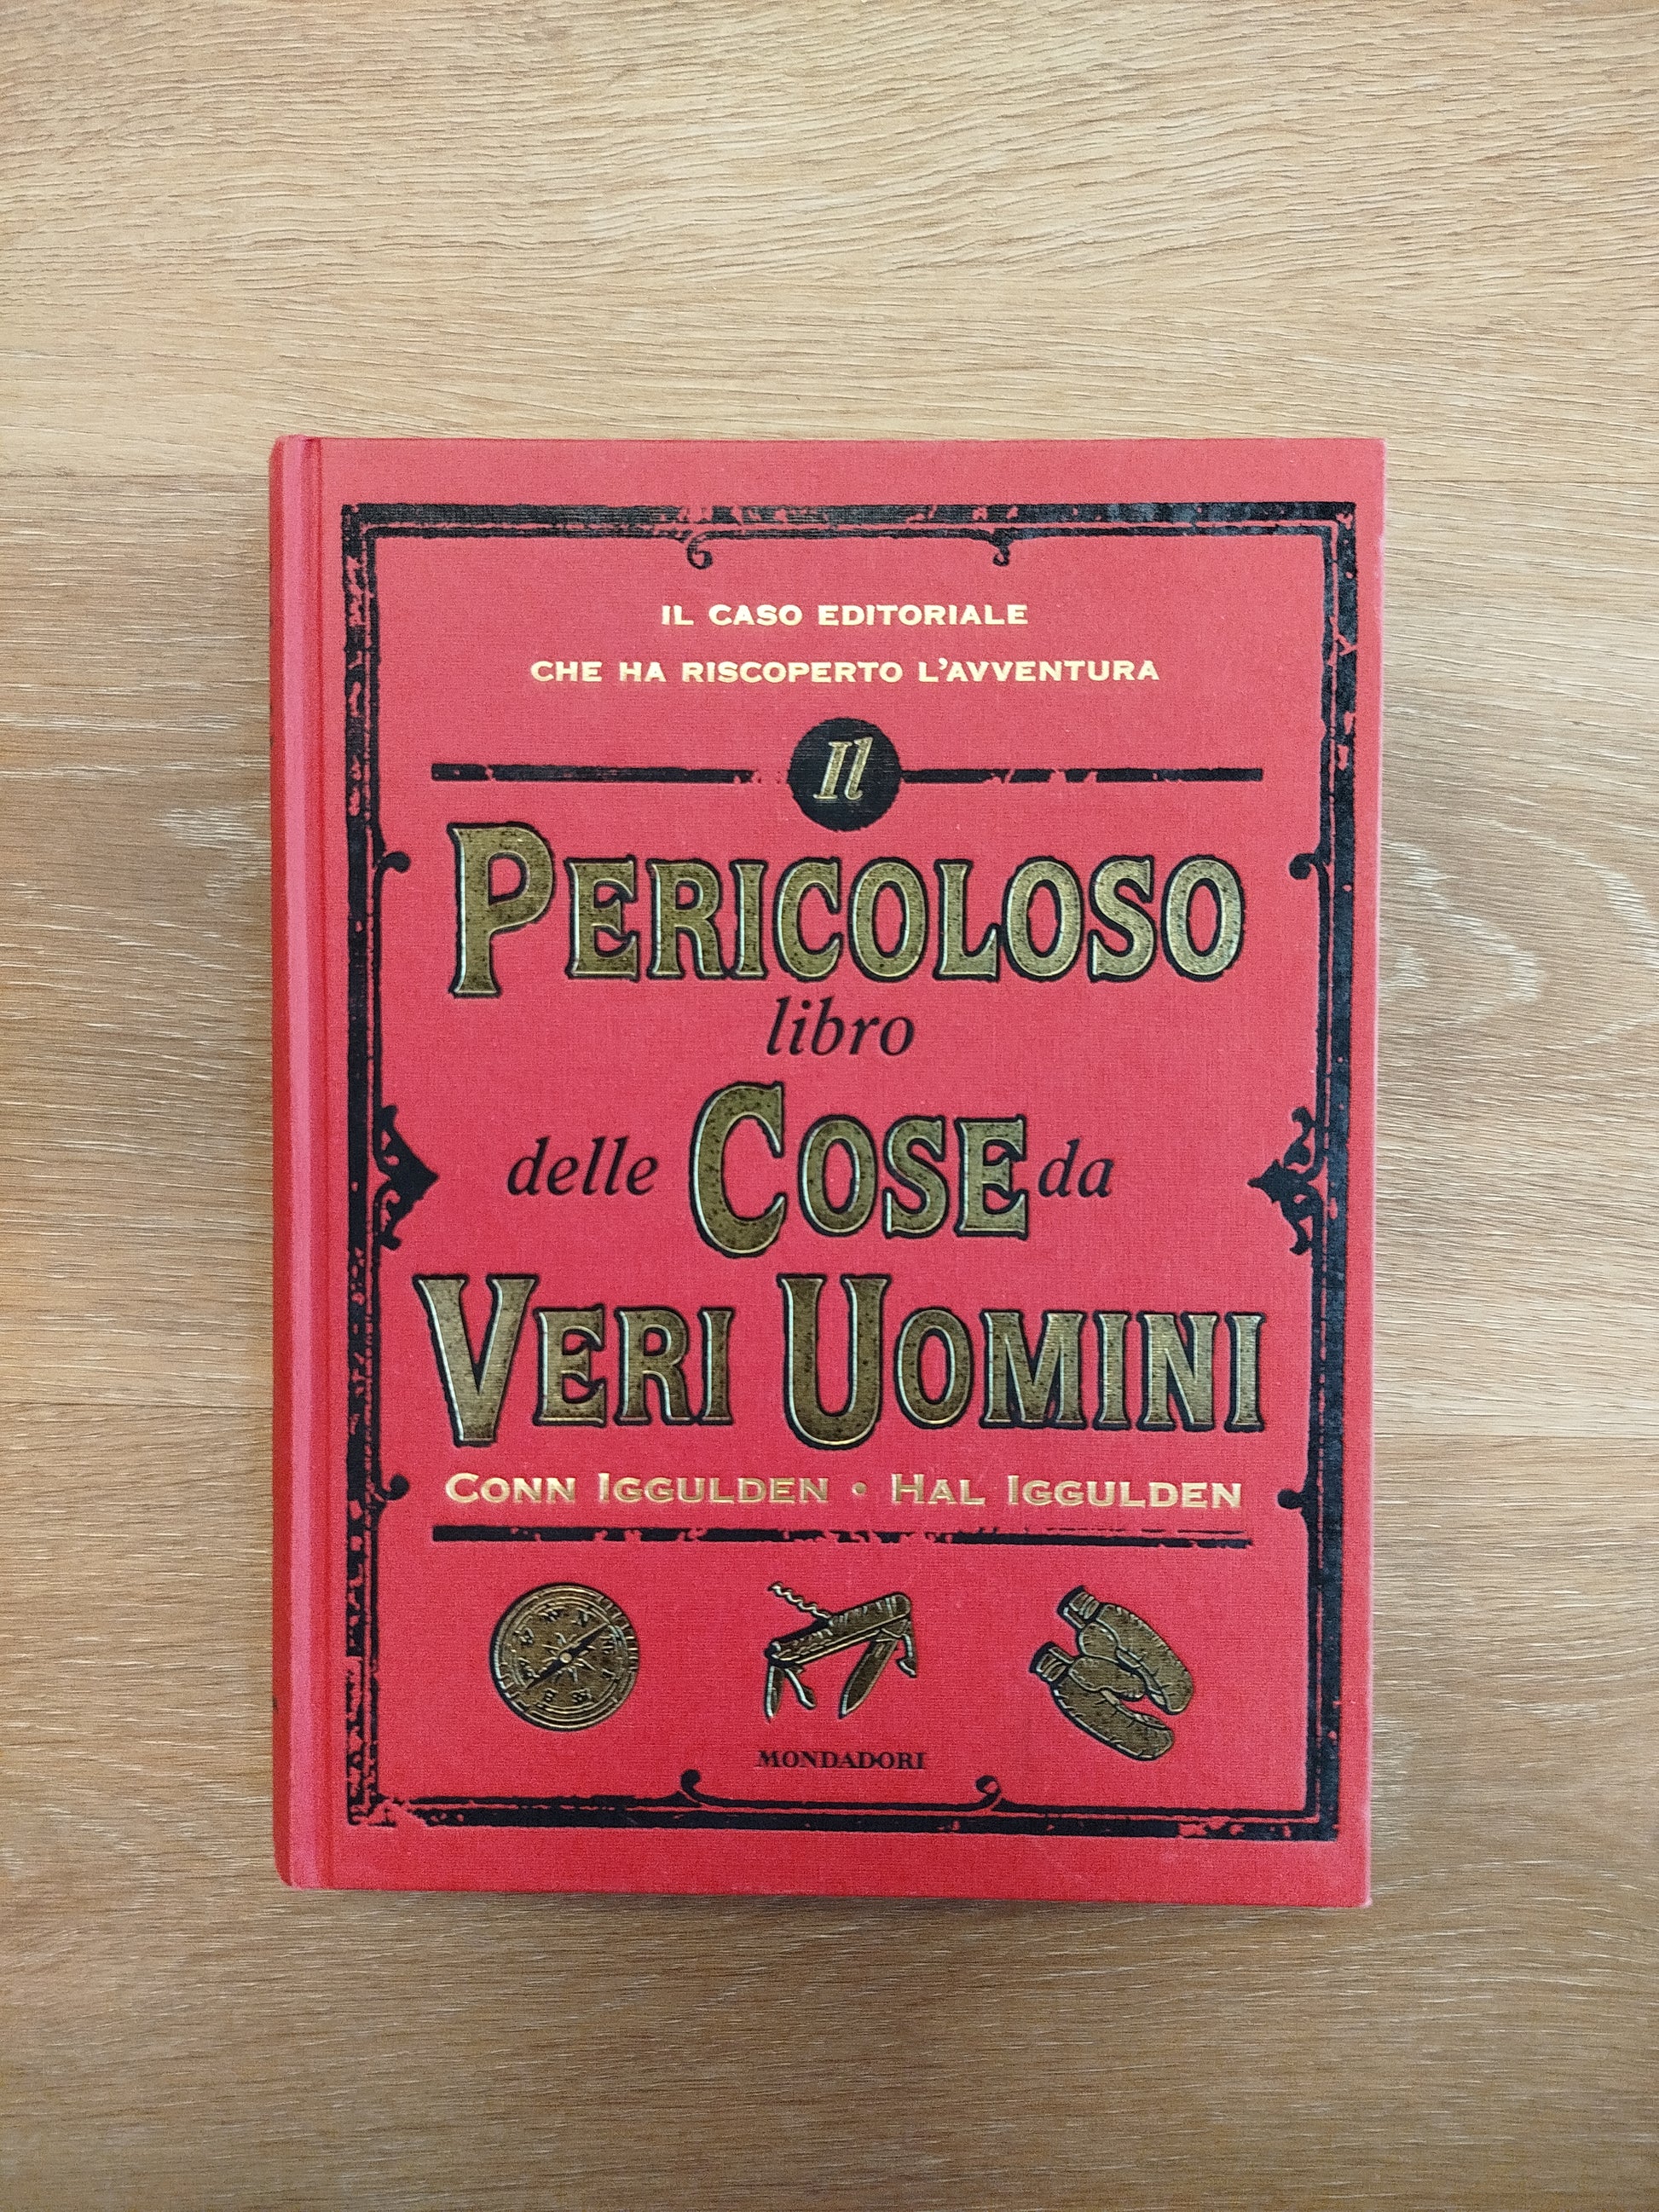 IL CASO EDITORIALE
CHE HA RISCOPERTO L'AVVENTURA
Il
PERICOLOSO
libro
delle COSE da
VERI UOMINI
CONN IGGULDEN • HAL IGGULDEN
MONDADORI